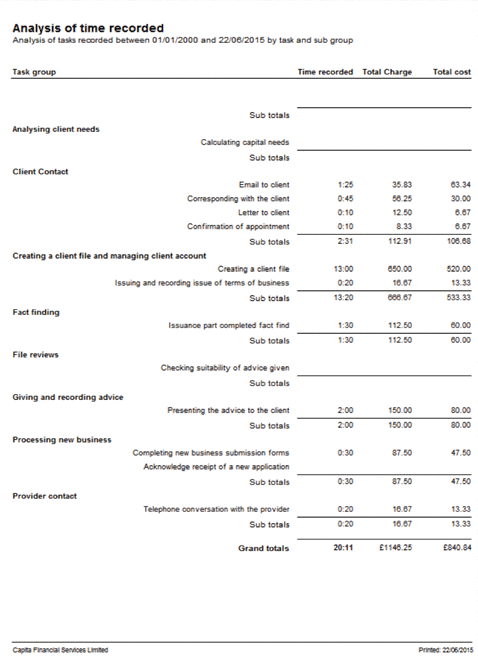 Analysis of time recorded
Analysis of tasks recorded between 01/01/2000 and 22/06/2015 by task and sub group
Task group Time recorded Total Charge Total cost
Sub totals
Analysing client needs
Calculating capital needs
Sub totals
Client Contact
Email to client 1:25 35.83 63.34
Corresponding with the client 0:45 56.25 30.00
Letter to client 0:10 12.50 6.67
Confirmation of appointment 0:10 8.33 6.67
Sub totals 2:31 112.91 106.68
Creating a client file and managing client account
Creating a client file 13:00 650.00 520.00
Issuing and recording issue of terms of business 0:20 16.67 13.33
Sub totals 13:20 666.67 533.33
Fact finding
Issuance part completed fact find 1:30 112.50 60.00
Sub totals 1:30 112.50 60.00
File reviews
Checking suitability of advice given
Sub totals
Giving and recording advice
Presenting the advice to the client 2:00 150.00 80.00
Sub totals 2:00 150.00 80.00
Processing new business
Completing new business submission forms 0:30 87.50 47.50
Acknowledge receipt of a new application
Sub totals 0:30 87.50 47.50
Provider contact
Telephone conversation with the provider 0:20 16.67 13.33
Sub totals 0:20 16.67 13.33
Grand totals 20:11 £1146.25 £840.84
Capita Financial Services Limited Printed: 22/06/2015